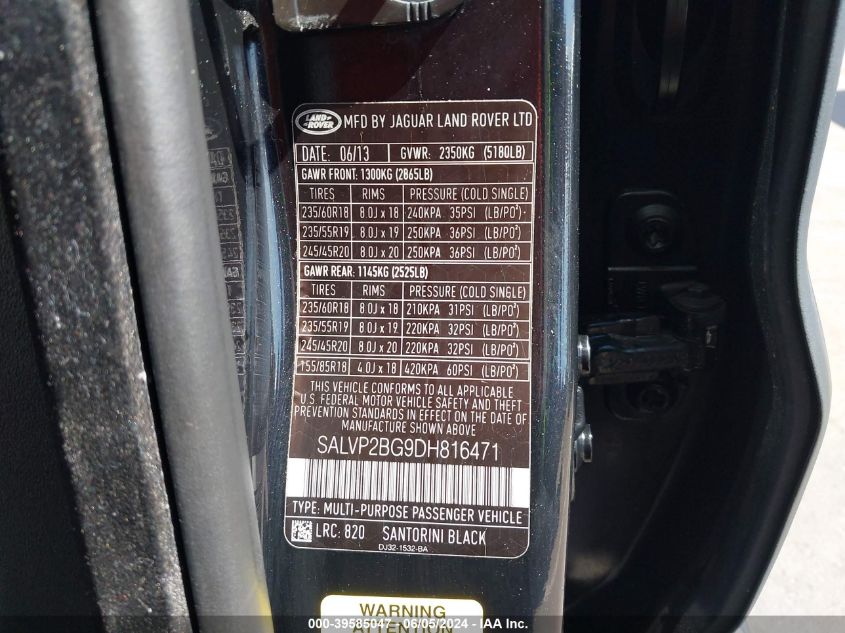 LAND ROVER MFD BY JAGUAR LAND ROVER LTD
DATE: 06/13 GVWR: 2350KG (5180LB)
GAWR FRONT: 1300KG (2865LB)
TIRES RIMS PRESSURE (COLD SINGLE)
235/60R18 8.0J x 18 240KPA 35PSI (LB/PO²)
235/55R19 8.0J x 19 250KPA 36PSI (LB/PO²)
245/45R20 8.0J x 20 250KPA 36PSI (LB/PO²)
GAWR REAR: 1145KG (2525LB)
TIRES RIMS PRESSURE (COLD SINGLE)
235/60R18 8.0J x 18 210KPA 31PSI (LB/PO²)
235/55R19 8.0J x 19 220KPA 32PSI (LB/PO²)
245/45R20 8.0J x 20 220KPA 32PSI (LB/PO²)
155/85R18 4.0J x 18 420KPA 60PSI (LB/PO²)
THIS VEHICLE CONFORMS TO ALL APPLICABLE
U.S. FEDERAL MOTOR VEHICLE SAFETY AND THEFT
PREVENTION STANDARDS IN EFFECT ON THE DATE OF
MANUFACTURE SHOWN ABOVE
SALVP2BG9DH816471
TYPE: MULTI-PURPOSE PASSENGER VEHICLE
LRC: 820 SANTORINI BLACK
DJ32-1532-BA
WARNING
ATTENTION
000-39585047 - 06/05/2024 - IAA Inc.